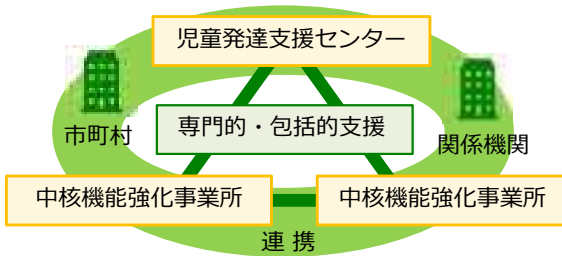 児童発達支援センター
市町村
専門的・包括的支援
関係機関
中核機能強化事業所
中核機能強化事業所
連 携